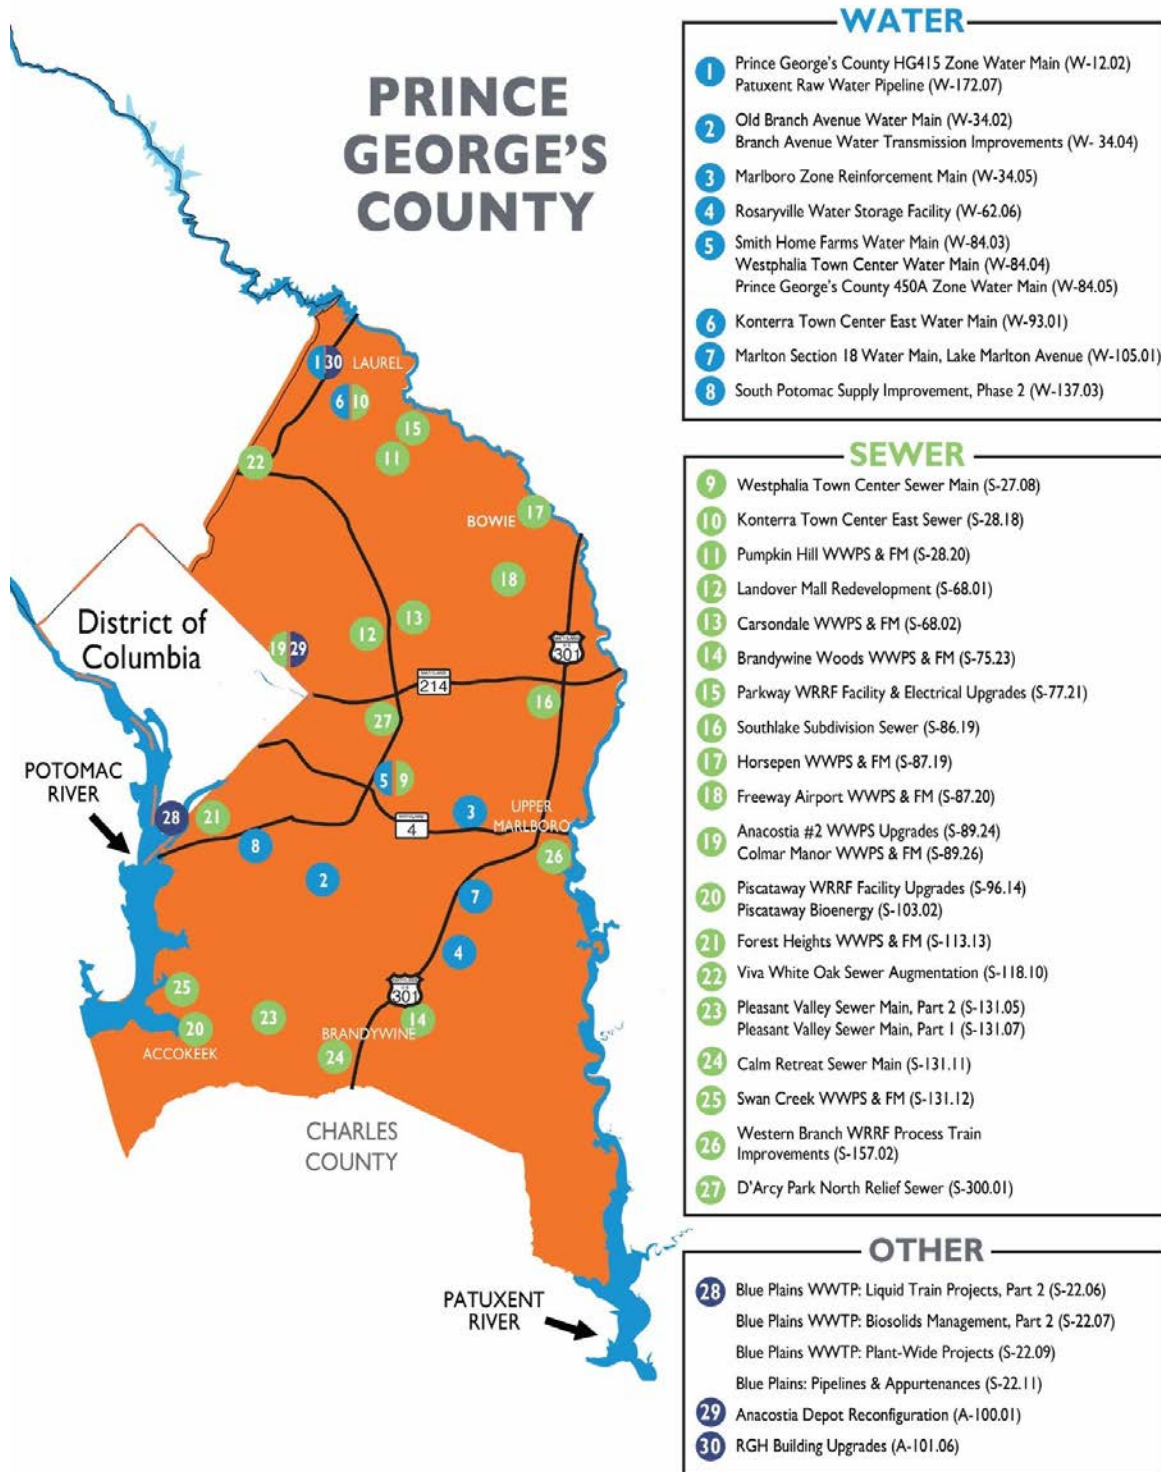 PRINCE
GEORGE'S
COUNTY
1 30 LAUREL
6 10
15
11
22
17
BOWIE
18
13
12
19 29
District of
Columbia
301
214
16
27
5 9
POTOMAC
RIVER
28
21
3
UPPER
MARLBORO
4
8
26
2
7
4
301
25
23
14
20
BRANDYWINE
ACCOKEEK
24
CHARLES
COUNTY
PATUXENT
RIVER
WATER
1 Prince George's County HG415 Zone Water Main (W-12.02)
Patuxent Raw Water Pipeline (W-172.07)
2 Old Branch Avenue Water Main (W-34.02)
Branch Avenue Water Transmission Improvements (W- 34.04)
3 Marlboro Zone Reinforcement Main (W-34.05)
4 Rosaryville Water Storage Facility (W-62.06)
5 Smith Home Farms Water Main (W-84.03)
Westphalia Town Center Water Main (W-84.04)
Prince George's County 450A Zone Water Main (W-84.05)
6 Konterra Town Center East Water Main (W-93.01)
7 Marlton Section 18 Water Main, Lake Marlton Avenue (W-105.01)
8 South Potomac Supply Improvement, Phase 2 (W-137.03)
SEWER
9 Westphalia Town Center Sewer Main (S-27.08)
10 Konterra Town Center East Sewer (S-28.18)
11 Pumpkin Hill WWPS & FM (S-28.20)
12 Landover Mall Redevelopment (S-68.01)
13 Carsondale WWPS & FM (S-68.02)
14 Brandywine Woods WWPS & FM (S-75.23)
15 Parkway WRRF Facility & Electrical Upgrades (S-77.21)
16 Southlake Subdivision Sewer (S-86.19)
17 Horsepen WWPS & FM (S-87.19)
18 Freeway Airport WWPS & FM (S-87.20)
19 Anacostia #2 WWPS Upgrades (S-89.24)
Colmar Manor WWPS & FM (S-89.26)
20 Piscataway WRRF Facility Upgrades (S-96.14)
Piscataway Bioenergy (S-103.02)
21 Forest Heights WWPS & FM (S-113.13)
22 Viva White Oak Sewer Augmentation (S-118.10)
23 Pleasant Valley Sewer Main, Part 2 (S-131.05)
Pleasant Valley Sewer Main, Part 1 (S-131.07)
24 Calm Retreat Sewer Main (S-131.11)
25 Swan Creek WWPS & FM (S-131.12)
26 Western Branch WRRF Process Train
Improvements (S-157.02)
27 D'Arcy Park North Relief Sewer (S-300.01)
OTHER
28 Blue Plains WWTP: Liquid Train Projects, Part 2 (S-22.06)
Blue Plains WWTP: Biosolids Management, Part 2 (S-22.07)
Blue Plains WWTP: Plant-Wide Projects (S-22.09)
Blue Plains: Pipelines & Appurtenances (S-22.11)
29 Anacostia Depot Reconfiguration (A-100.01)
30 RGH Building Upgrades (A-101.06)